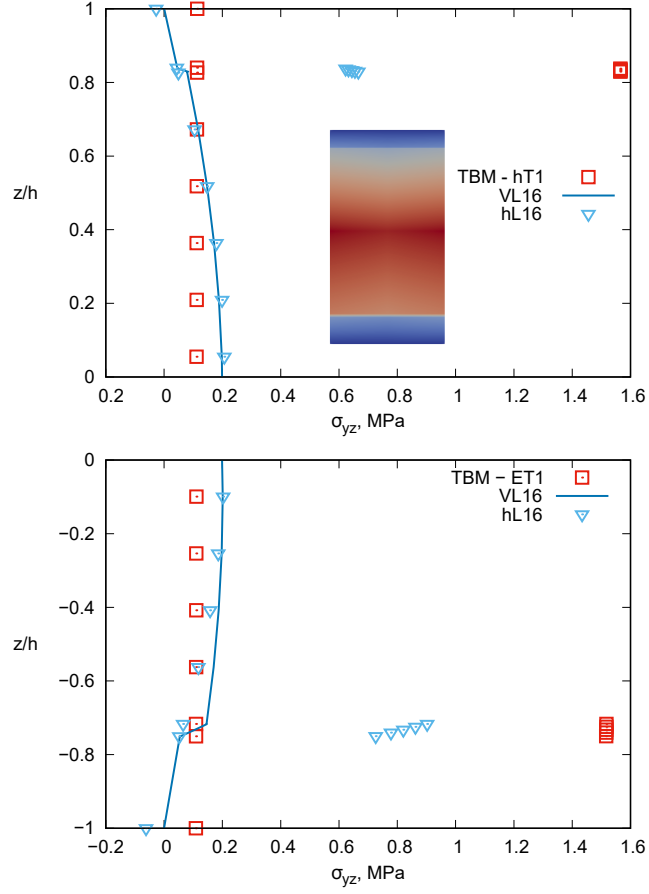 1
0.8
0.6
z/h
0.4
0.2
0
0.2 0 0.2 0.4 0.6 0.8 1 1.2 1.4 1.6
σyz, MPa
TBM - hT1
VL16
hL16
0
−0.2
−0.4
z/h
−0.6
−0.8
−1
−0.2 0 0.2 0.4 0.6 0.8 1 1.2 1.4 1.6
σyz, MPa
TBM − ET1
VL16
hL16